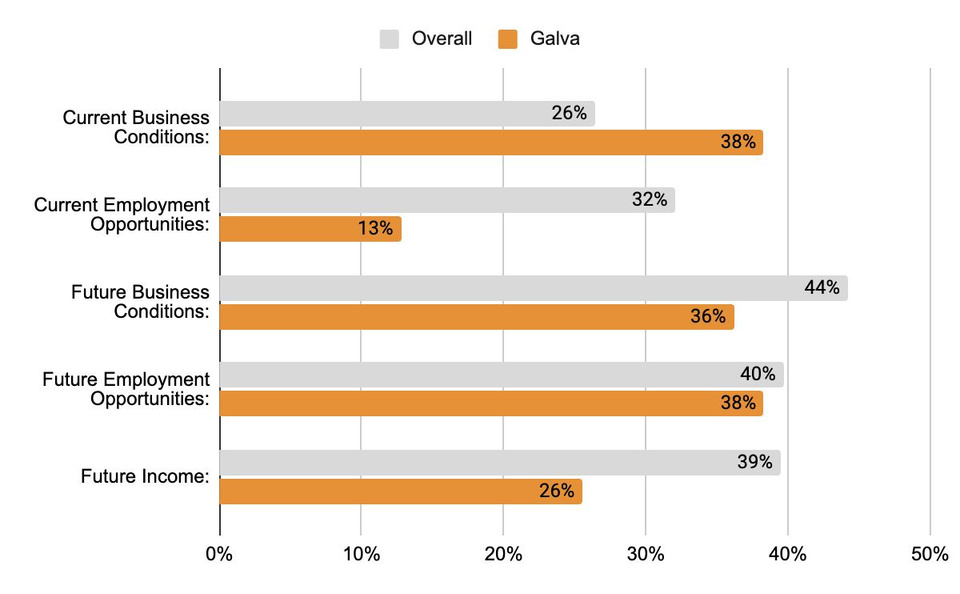 Overall
Galva
Current Business
Conditions:
26%
38%
Current Employment
Opportunities:
32%
13%
Future Business
Conditions:
44%
36%
Future Employment
Opportunities:
40%
38%
Future Income:
39%
26%
0%
10%
20%
30%
40%
50%